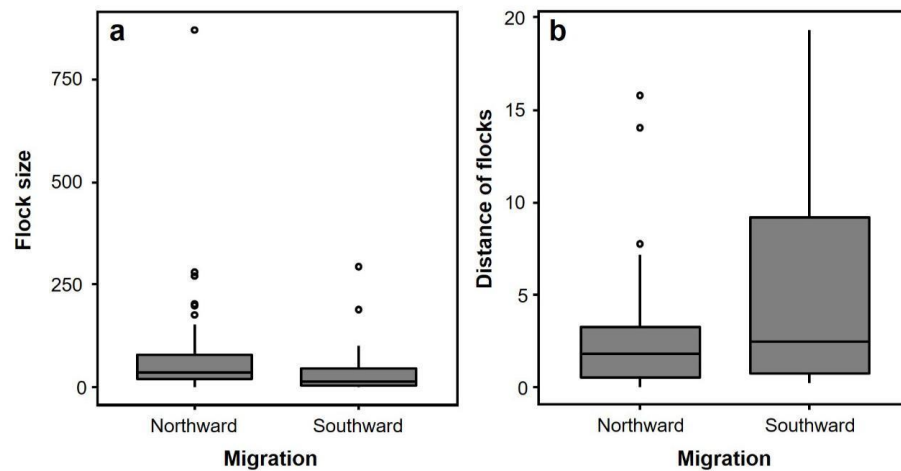 a
Flock size
750
500
250
0
Northward
Southward
Migration
b
Distance of flocks
20
15
10
5
0
Northward
Southward
Migration